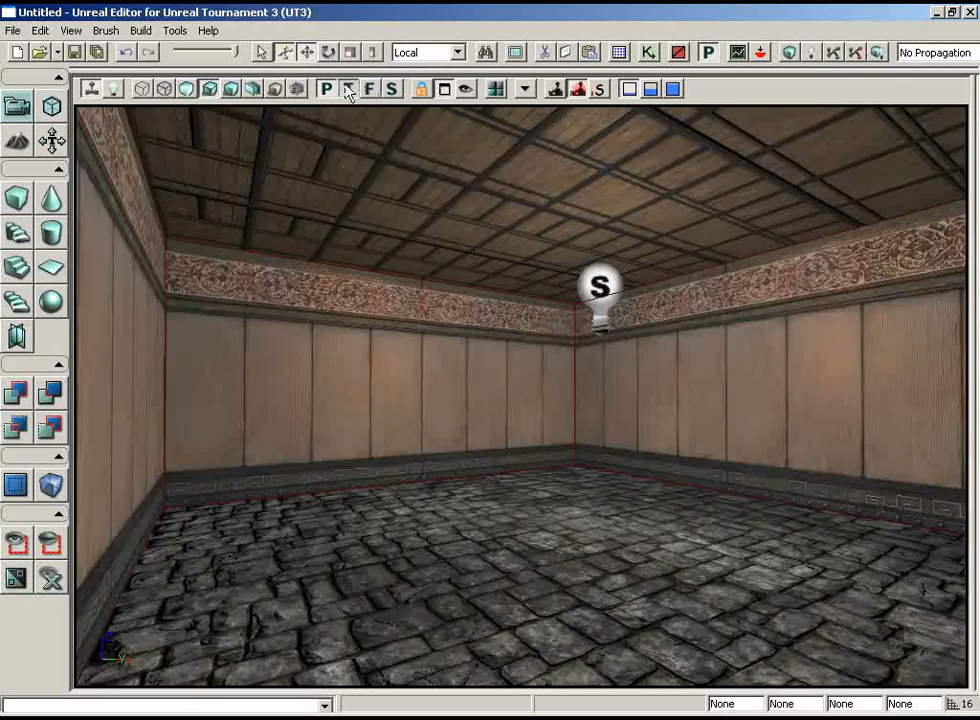 Untitled - Unreal Editor for Unreal Tournament 3 (UT3)
File Edit View Brush Build Tools Help
Local
P
No Propagation
P F S
S
S
Y
None None None None 16